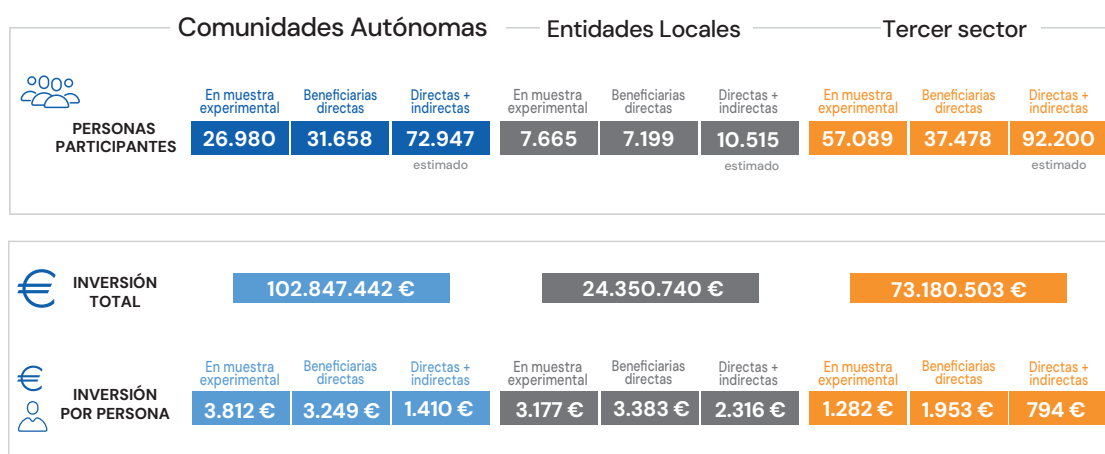 Comunidades Autónomas
Entidades Locales
Tercer sector
PERSONAS
PARTICIPANTES
En muestra
experimental
26.980
Beneficiarias
directas
31.658
Directas +
indirectas
72.947
estimado
En muestra
experimental
7.665
Beneficiarias
directas
7.199
Directas +
indirectas
10.515
estimado
En muestra
experimental
57.089
Beneficiarias
directas
37.478
Directas +
indirectas
92.200
estimado
€
INVERSIÓN
TOTAL
102.847.442 €
24.350.740 €
73.180.503 €
€
INVERSIÓN
POR PERSONA
En muestra
experimental
3.812 €
Beneficiarias
directas
3.249 €
Directas +
indirectas
1.410 €
En muestra
experimental
3.177 €
Beneficiarias
directas
3.383 €
Directas +
indirectas
2.316 €
En muestra
experimental
1.282 €
Beneficiarias
directas
1.953 €
Directas +
indirectas
794 €